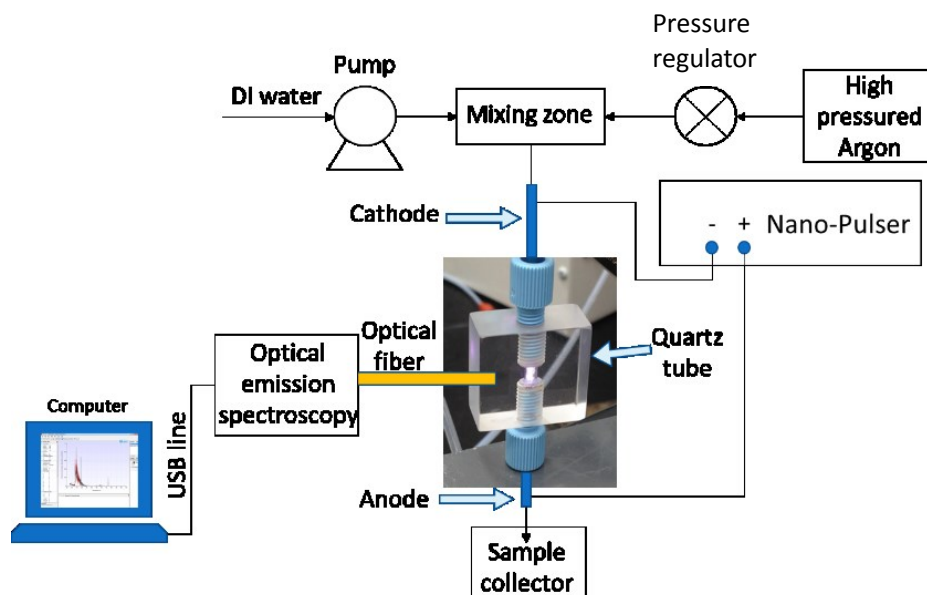 Pressure
regulator
Pump
DI water
Mixing zone
High
pressured
Argon
Cathode
- +
Nano-Pulser
Optical
fiber
Quartz
tube
Optical
emission
spectroscopy
Computer
USB line
Anode
Sample
collector